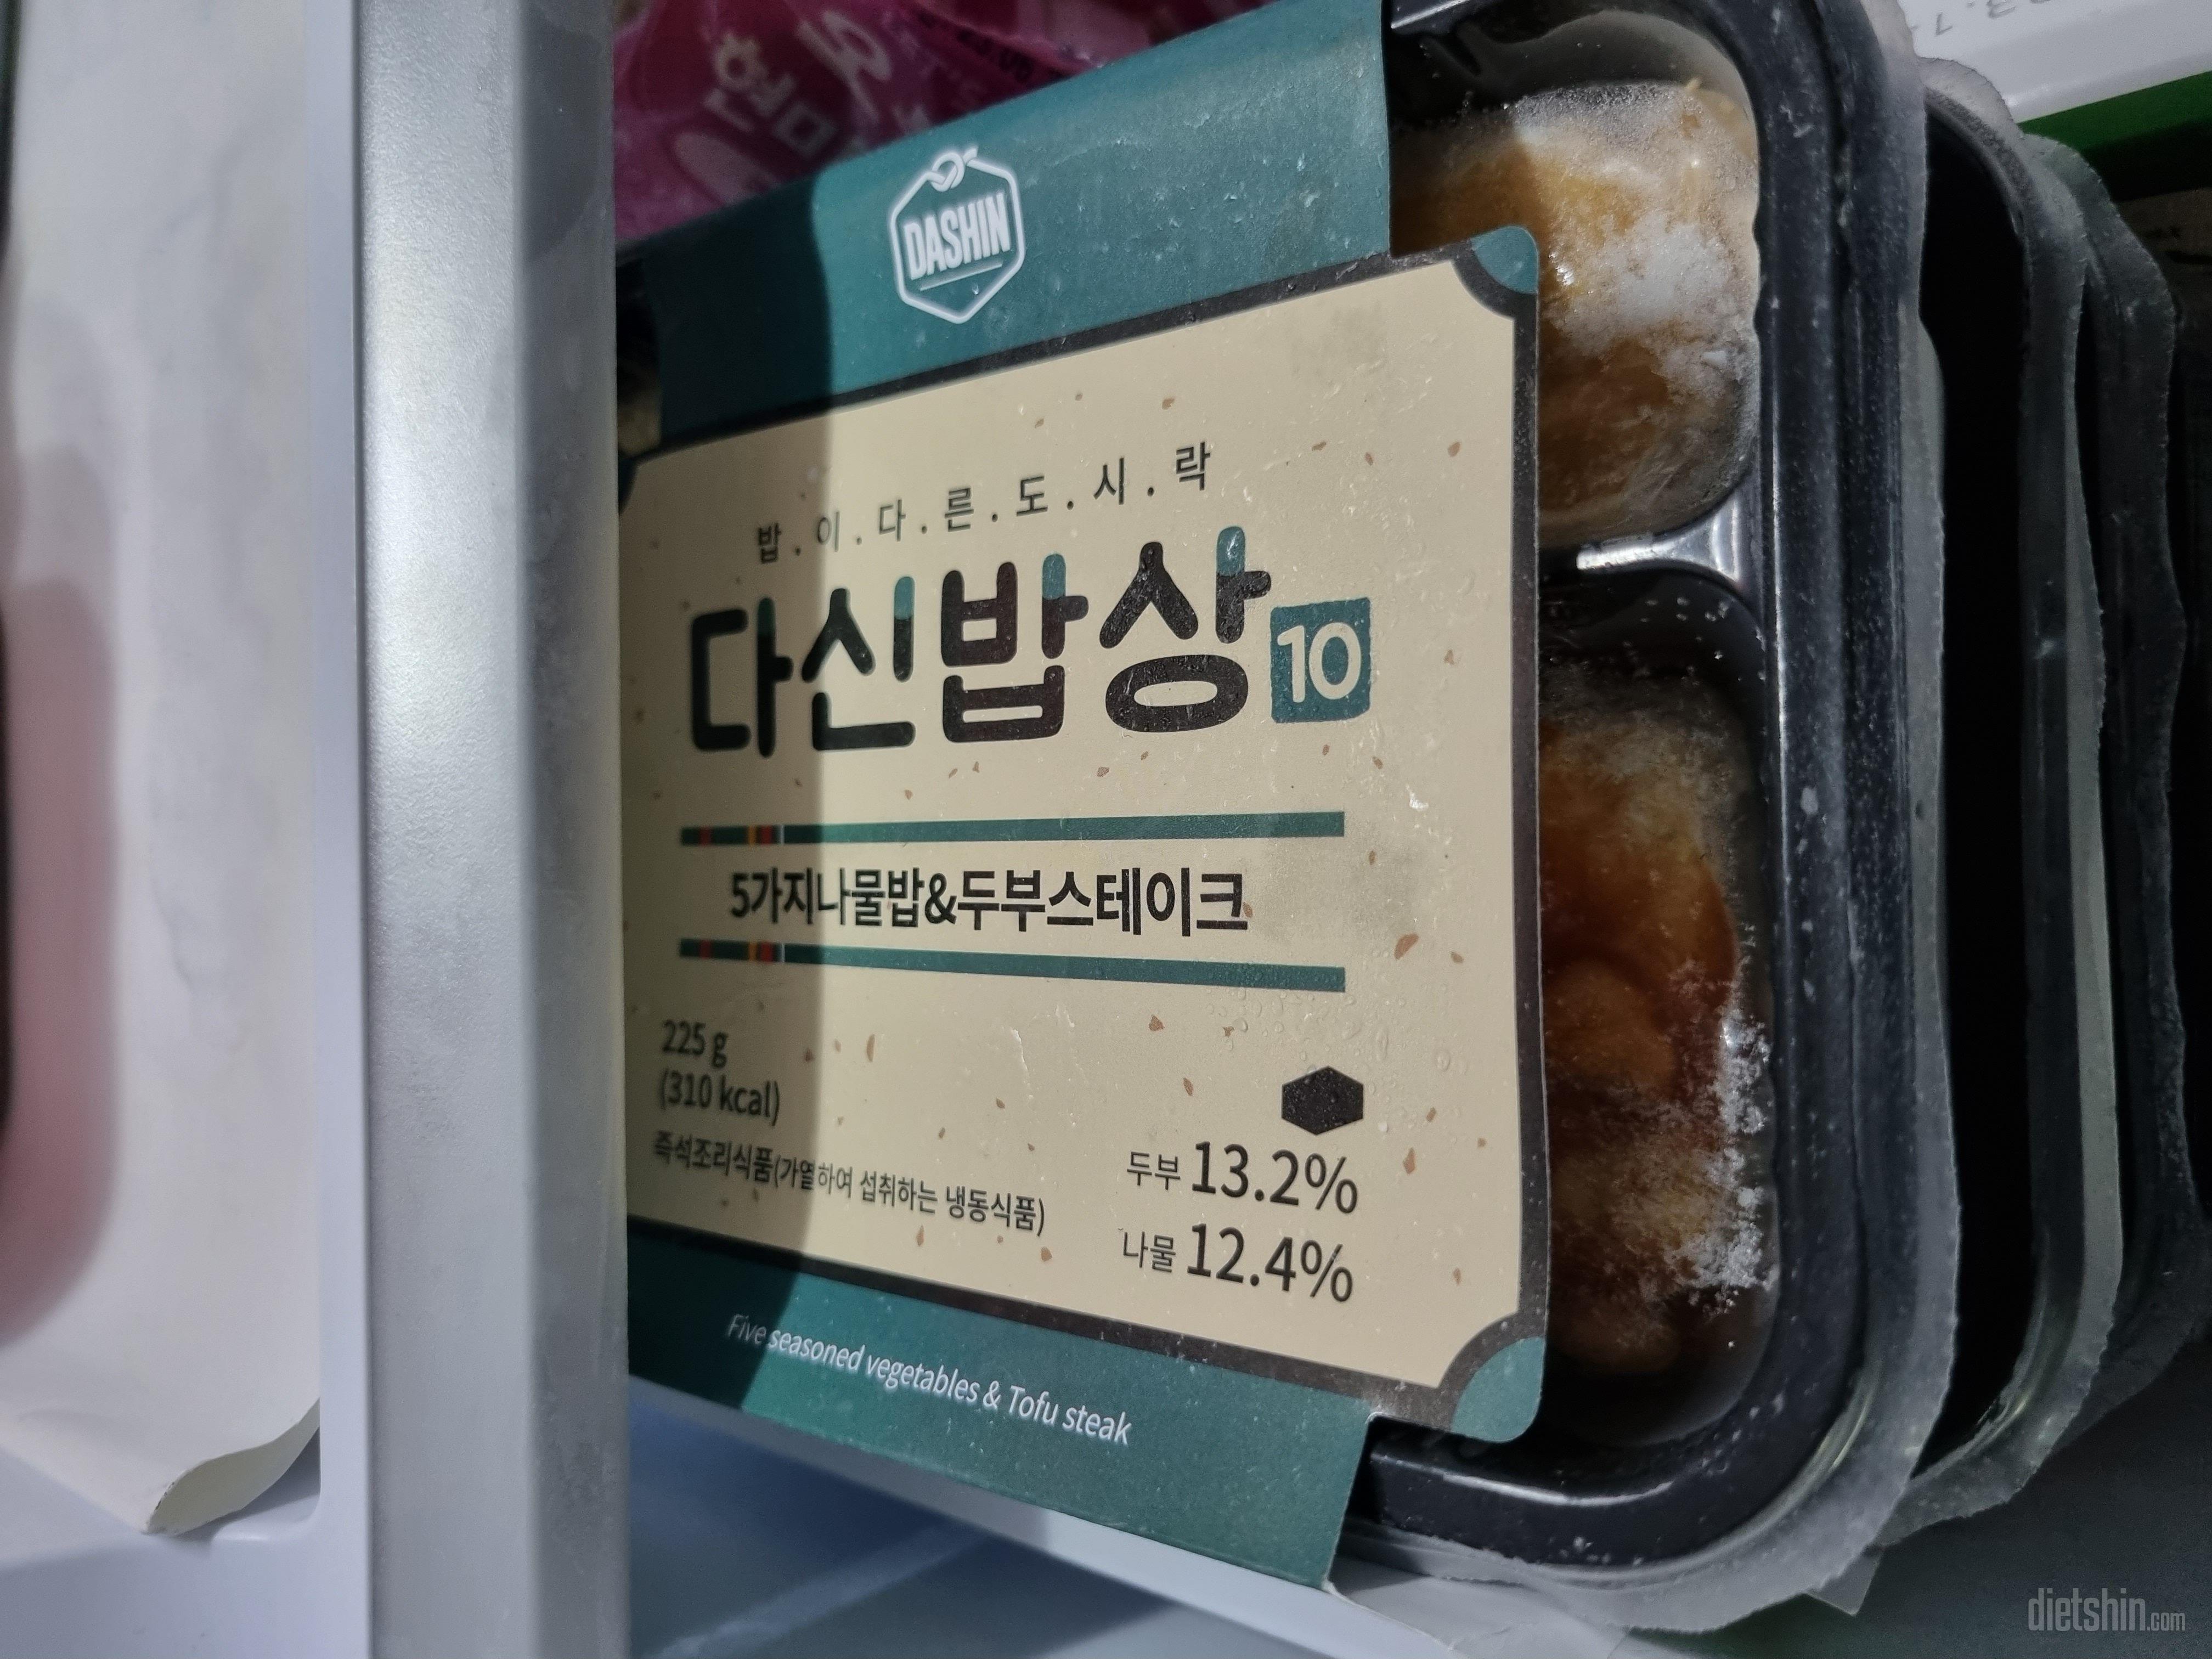 현미
DASHIN
밥.이.다.른.도.시.락
다신밥상 10
5가지나물밥&두부스테이크
225 g
(310 kcal)
즉석조리식품(가열하여 섭취하는 냉동식품)
두부 13.2%
나물 12.4%
Five seasoned vegetables & Tofu steak
dietshin.com